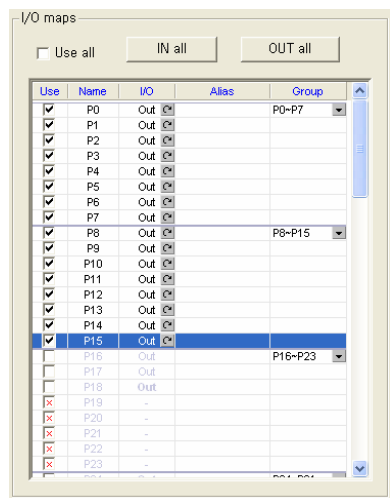 I/O maps
Use all IN all OUT all
Use Name I/O Alias Group
P0 Out P0~P7
P1 Out
P2 Out
P3 Out
P4 Out
P5 Out
P6 Out
P7 Out
P8 Out P8~P15
P9 Out
P10 Out
P11 Out
P12 Out
P13 Out
P14 Out
P15 Out
P16 Out P16~P23
P17 Out
P18 Out
P19 -
P20 -
P21 -
P22 -
P23 -